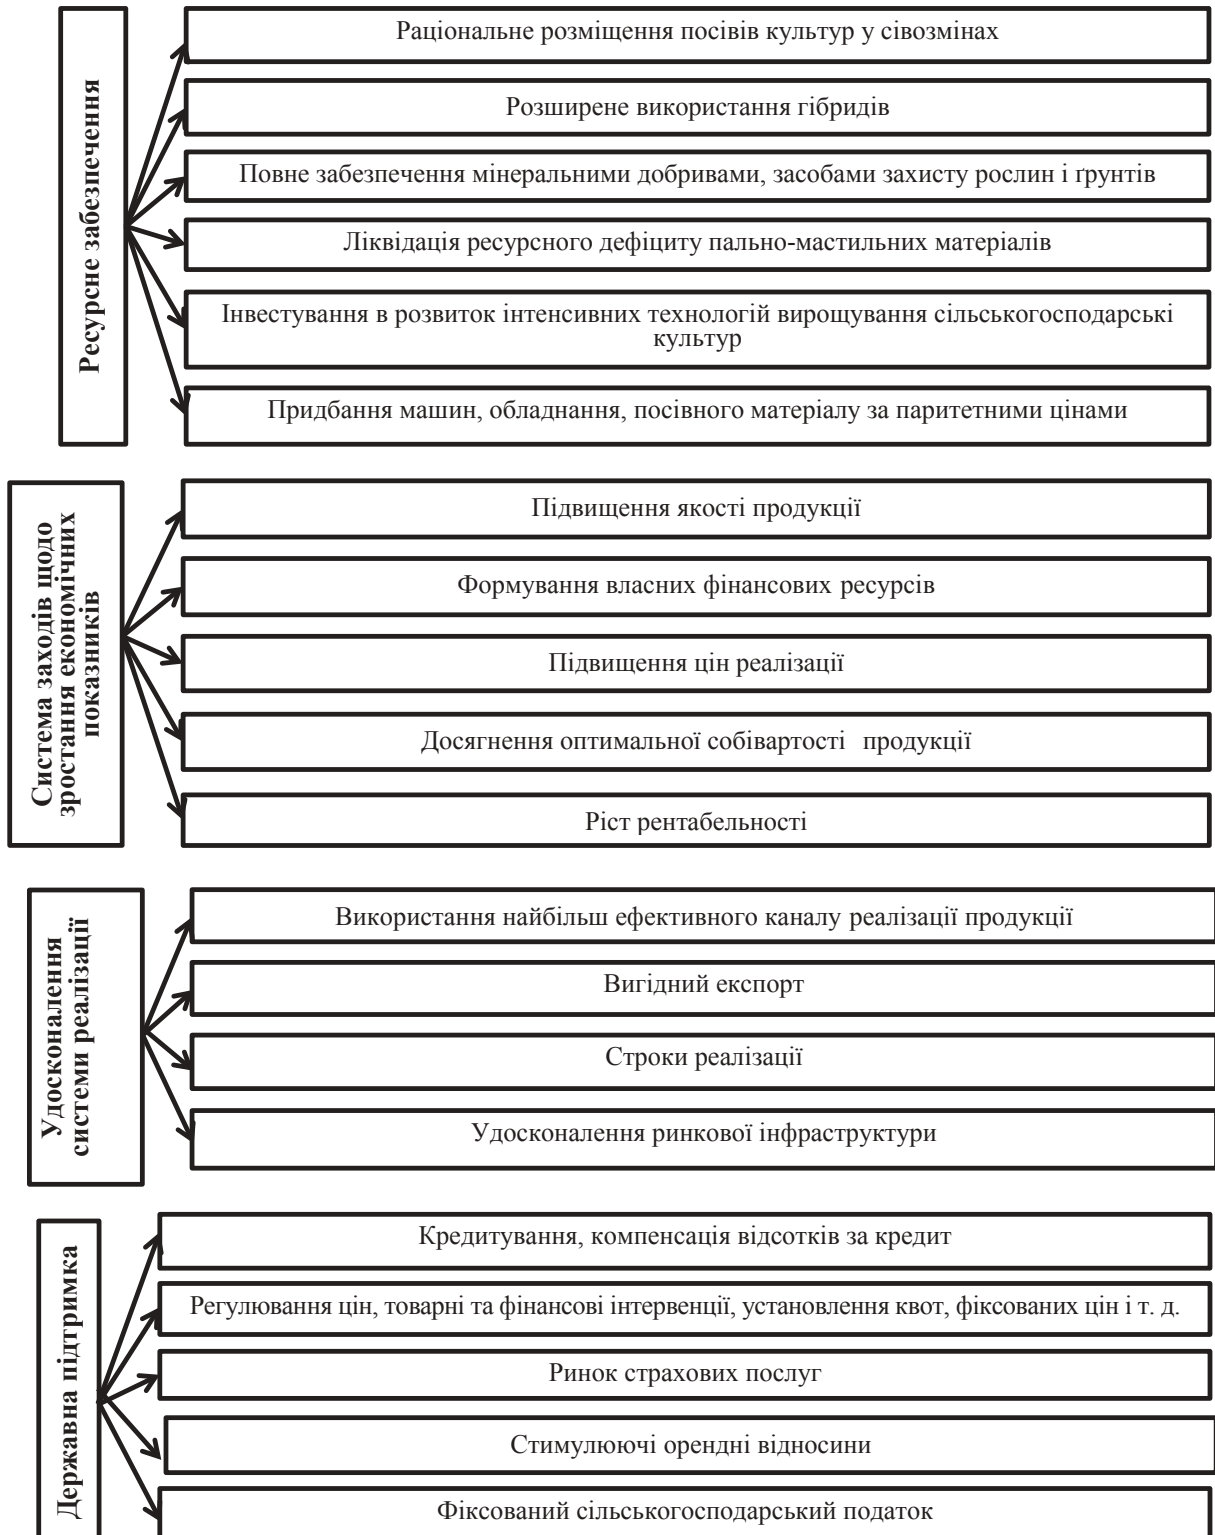 Ресурсне забезпечення
Раціональне розміщення посівів культур у сівозмінах
Розширене використання гібридів
Повне забезпечення мінеральними добривами, засобами захисту рослин і ґрунтів
Ліквідація ресурсного дефіциту пально-мастильних матеріалів
Інвестування в розвиток інтенсивних технологій вирощування сільськогосподарські
культур
Придбання машин, обладнання, посівного матеріалу за паритетними цінами
Система заходів щодо
зростання економічних
показників
Підвищення якості продукції
Формування власних фінансових ресурсів
Підвищення цін реалізації
Досягнення оптимальної собівартості продукції
Ріст рентабельності
Удосконалення
системи реалізації
Використання найбільш ефективного каналу реалізації продукції
Вигідний експорт
Строки реалізації
Удосконалення ринкової інфраструктури
Державна підтримка
Кредитування, компенсація відсотків за кредит
Регулювання цін, товарні та фінансові інтервенції, установлення квот, фіксованих цін і т. д.
Ринок страхових послуг
Стимулюючі орендні відносини
Фіксований сільськогосподарський податок